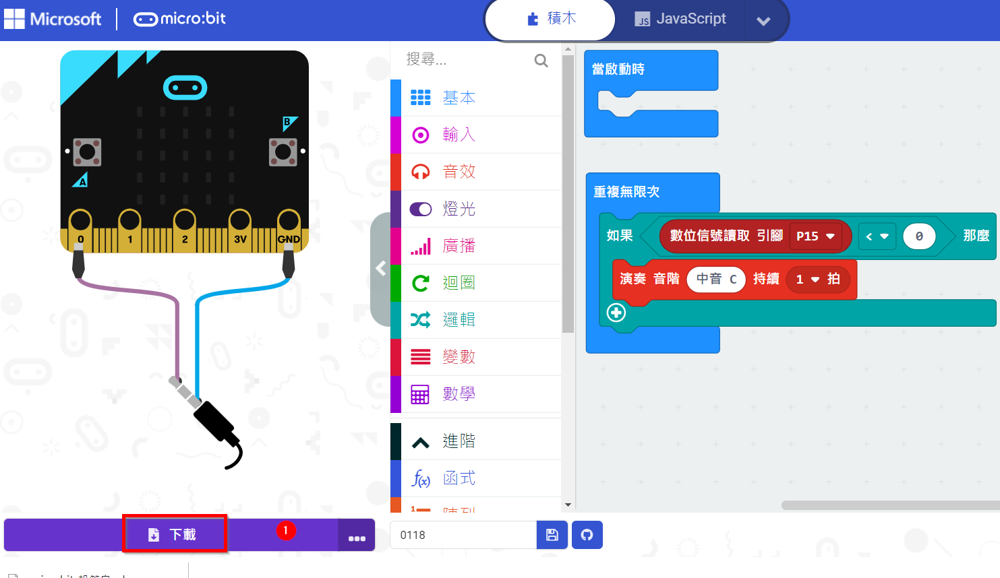 Microsoft
micro:bit
積木
JavaScript
A
B
0
1
2
3V
GND
搜尋...
基本
輸入
音效
燈光
廣播
迴圈
邏輯
變數
數學
進階
函式
當啟動時
重複無限次
如果 數位信號讀取 引腳 P15 < 0 那麼
演奏 音階 中音 C 持續 1 拍
下載
1
0118